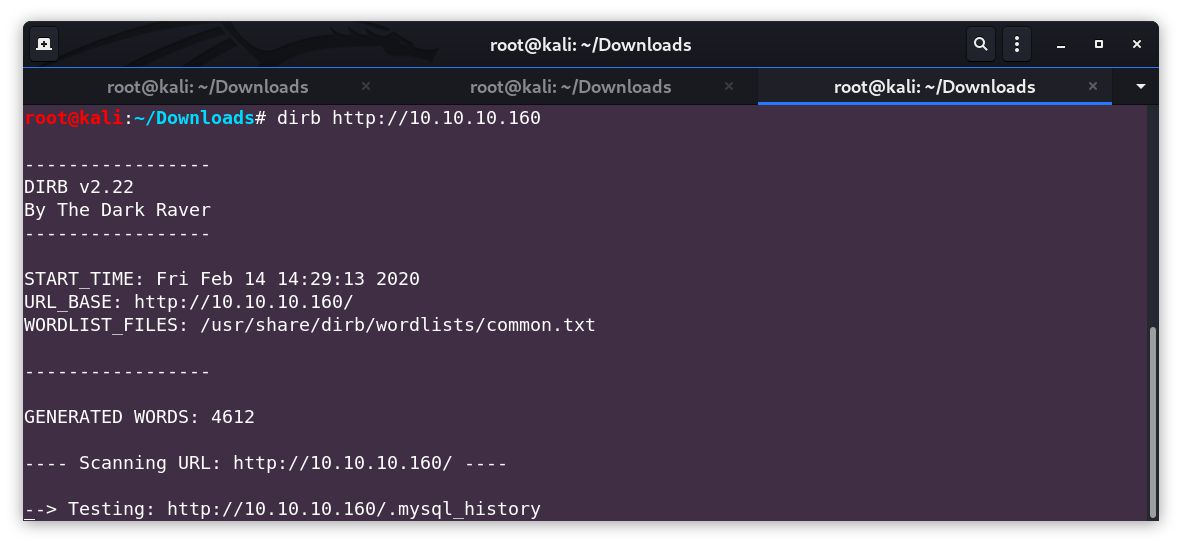 root@kali: ~/Downloads
root@kali: ~/Downloads × root@kali: ~/Downloads × root@kali: ~/Downloads ×
root@kali:~/Downloads# dirb http://10.10.10.160
-----------------
DIRB v2.22
By The Dark Raver
-----------------
START_TIME: Fri Feb 14 14:29:13 2020
URL_BASE: http://10.10.10.160/
WORDLIST_FILES: /usr/share/dirb/wordlists/common.txt
-----------------
GENERATED WORDS: 4612
---- Scanning URL: http://10.10.10.160/ ----
--> Testing: http://10.10.10.160/.mysql_history